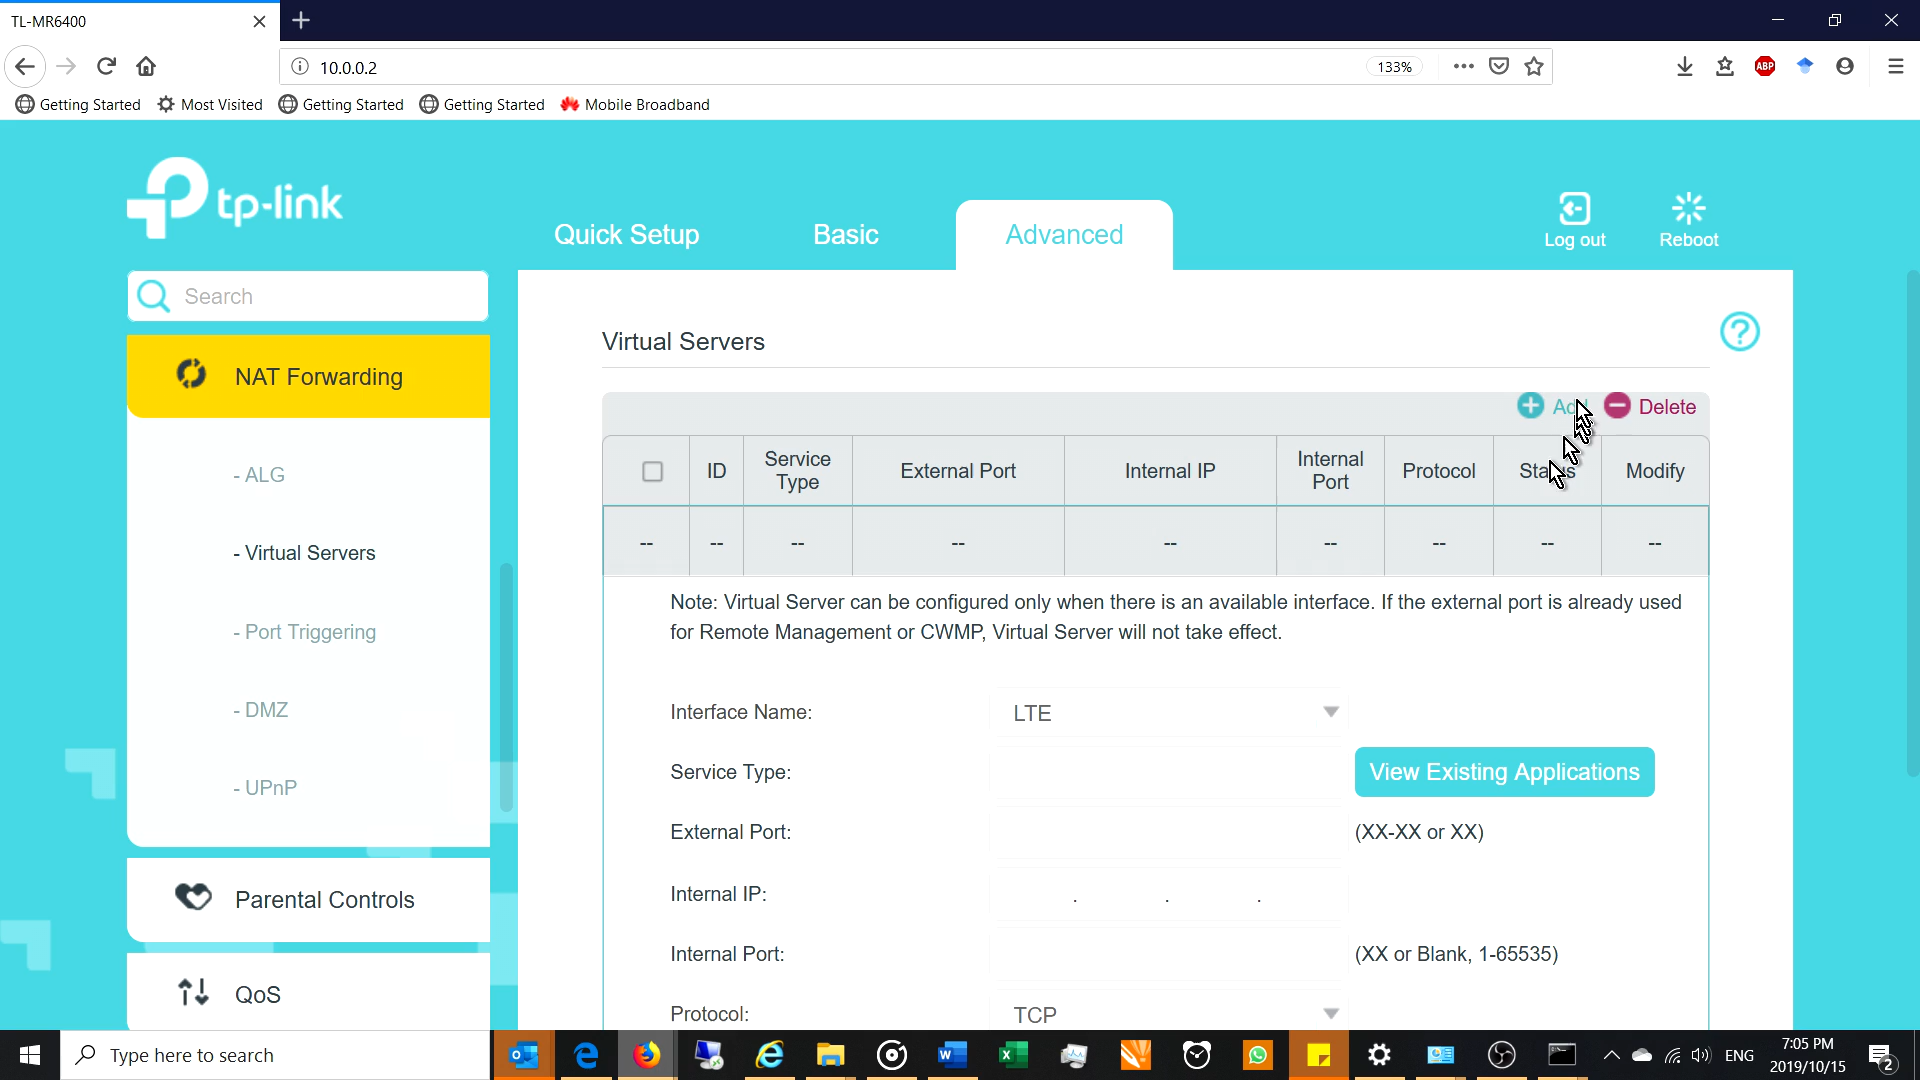 TL-MR6400
10.0.0.2
133%
ABP
Getting Started
Most Visited
Getting Started
Getting Started
Mobile Broadband
tp-link
Quick Setup
Basic
Advanced
Log out
Reboot
Search
NAT Forwarding
- ALG
- Virtual Servers
- Port Triggering
- DMZ
- UPnP
Parental Controls
QoS
Virtual Servers
Add
Delete
ID
Service
Type
External Port
Internal IP
Internal
Port
Protocol
Status
Modify
-- -- -- -- -- -- -- -- --
Note: Virtual Server can be configured only when there is an available interface. If the external port is already used
for Remote Management or CWMP, Virtual Server will not take effect.
Interface Name:
LTE
Service Type:
View Existing Applications
External Port:
(XX-XX or XX)
Internal IP:
. . .
Internal Port:
(XX or Blank, 1-65535)
Protocol:
TCP
Type here to search
ENG
7:05 PM
2019/10/15
2